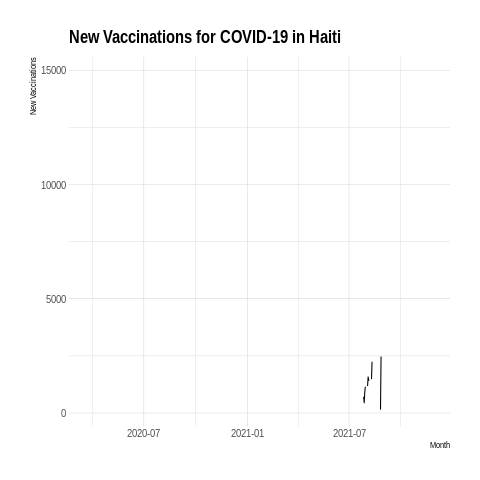 New Vaccinations for COVID-19 in Haiti
New Vaccinations
15000
10000
5000
0
2020-07
2021-01
2021-07
Month